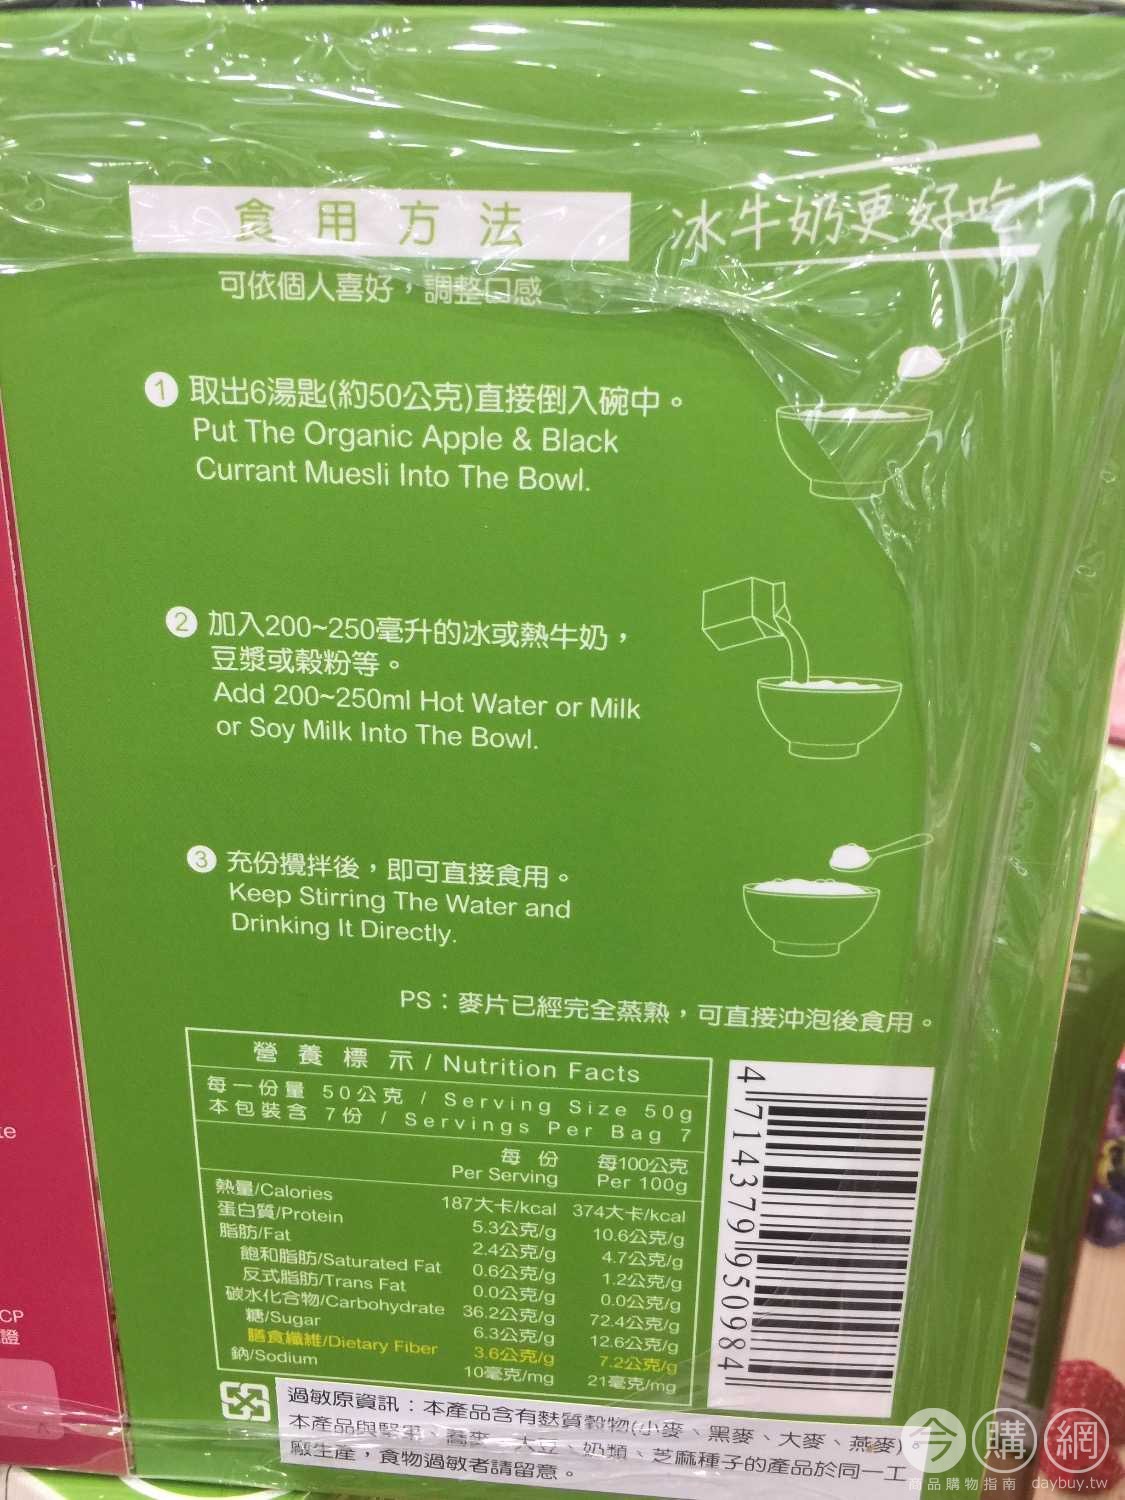 食用方法
冰牛奶更好吃!
可依個人喜好，調整口感
1 取出6湯匙(約50公克)直接倒入碗中。
Put The Organic Apple & Black
Currant Muesli Into The Bowl.
2 加入200~250毫升的冰或熱牛奶，
豆漿或穀粉等。
Add 200~250ml Hot Water or Milk
or Soy Milk Into The Bowl.
3 充份攪拌後，即可直接食用。
Keep Stirring The Water and
Drinking It Directly.
PS：麥片已經完全蒸熟，可直接沖泡後食用。
營養標示/Nutrition Facts
每一份量 50公克 / Serving Size 50g
本包裝含 7份 / Servings Per Bag 7
每份 每100公克
Per Serving Per 100g
熱量/Calories 187大卡/kcal 374大卡/kcal
蛋白質/Protein 5.3公克/g 10.6公克/g
脂肪/Fat 2.4公克/g 4.7公克/g
飽和脂肪/Saturated Fat 0.6公克/g 1.2公克/g
反式脂肪/Trans Fat 0.0公克/g 0.0公克/g
碳水化合物/Carbohydrate 36.2公克/g 72.4公克/g
糖/Sugar 6.3公克/g 12.6公克/g
膳食纖維/Dietary Fiber 3.6公克/g 7.2公克/g
鈉/Sodium 10毫克/mg 21毫克/mg
4714379950984
過敏原資訊：本產品含有麩質穀物(小麥、黑麥、大麥、燕麥)。
本產品與堅果、蕎麥、大豆、奶類、芝麻種子的產品於同一工
廠生產，食物過敏者請留意。
CP
證
今購網
商品購物指南 daybuy.tw